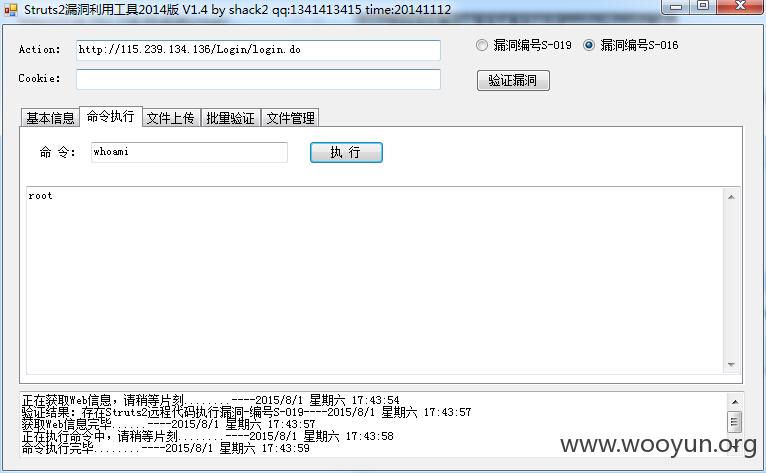 Struts2漏洞利用工具2014版 V1.4 by shack2 qq:1341413415 time:20141112
Action: http://115.239.134.136/Login/login.do 漏洞编号S-019 漏洞编号S-016
Cookie: 验证漏洞
基本信息 命令执行 文件上传 批量验证 文件管理
命 令: whoami 执 行
root
正在获取Web信息，请稍等片刻........----2015/8/1 星期六 17:43:54
验证结果: 存在Struts2远程代码执行漏洞-编号S-019----2015/8/1 星期六 17:43:57
获取Web信息完毕......----2015/8/1 星期六 17:43:57
正在执行命令中，请稍等片刻........----2015/8/1 星期六 17:43:58
命令执行完毕........----2015/8/1 星期六 17:43:59
www.wooyun.org